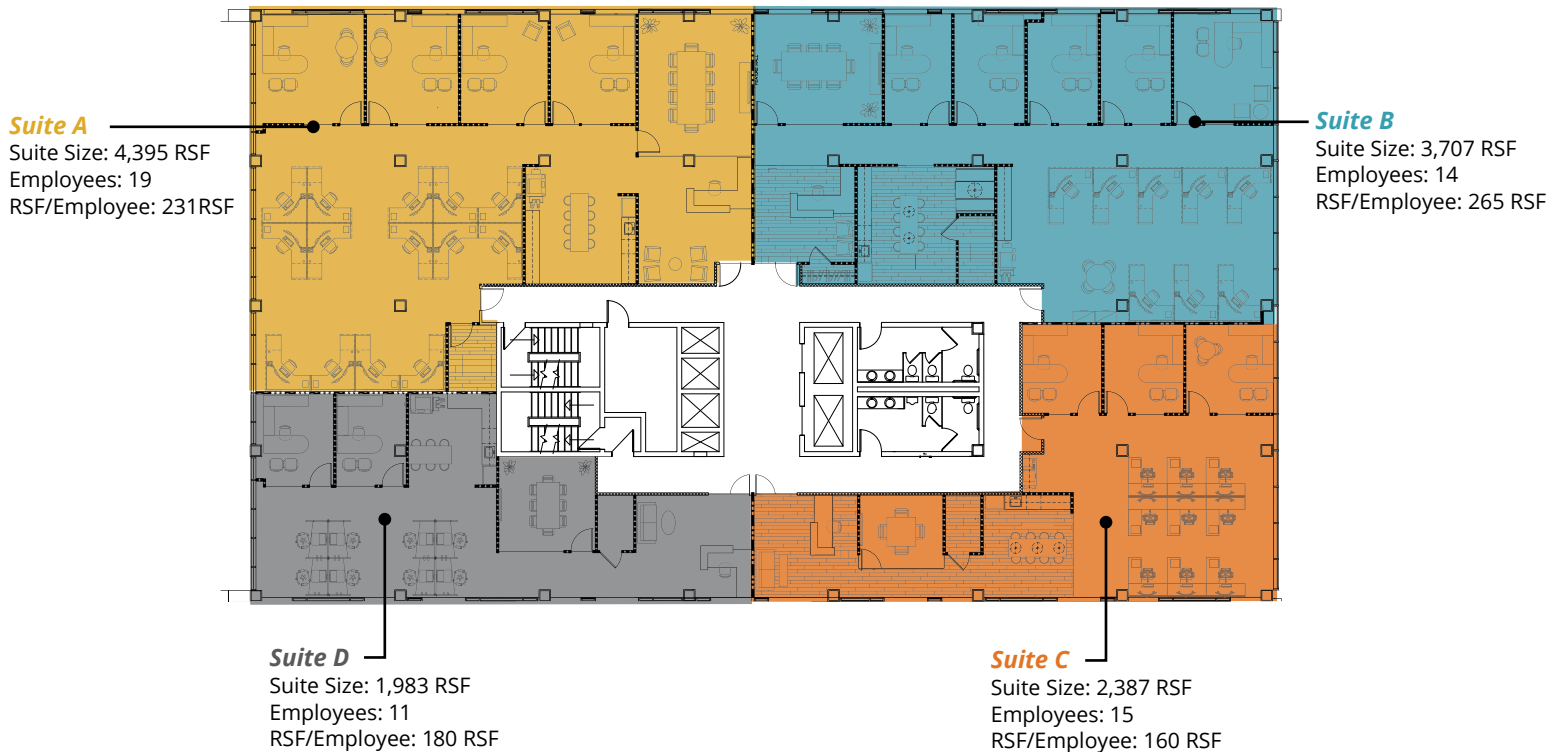 Suite A
Suite Size: 4,395 RSF
Employees: 19
RSF/Employee: 231RSF
Suite B
Suite Size: 3,707 RSF
Employees: 14
RSF/Employee: 265 RSF
Suite D
Suite Size: 1,983 RSF
Employees: 11
RSF/Employee: 180 RSF
Suite C
Suite Size: 2,387 RSF
Employees: 15
RSF/Employee: 160 RSF